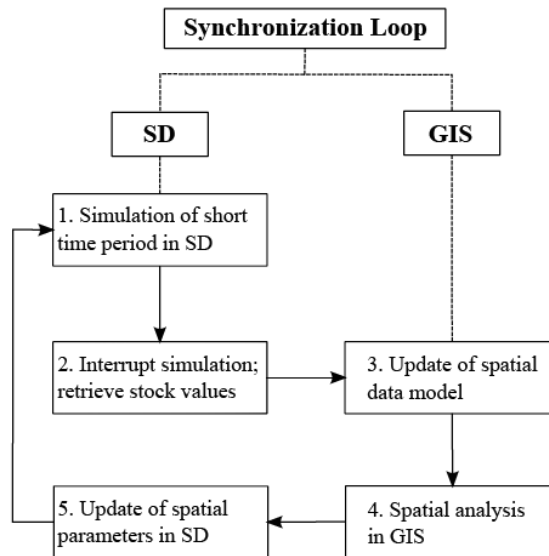 Synchronization Loop
SD
GIS
1. Simulation of short
time period in SD
2. Interrupt simulation;
retrieve stock values
3. Update of spatial
data model
4. Spatial analysis
in GIS
5. Update of spatial
parameters in SD